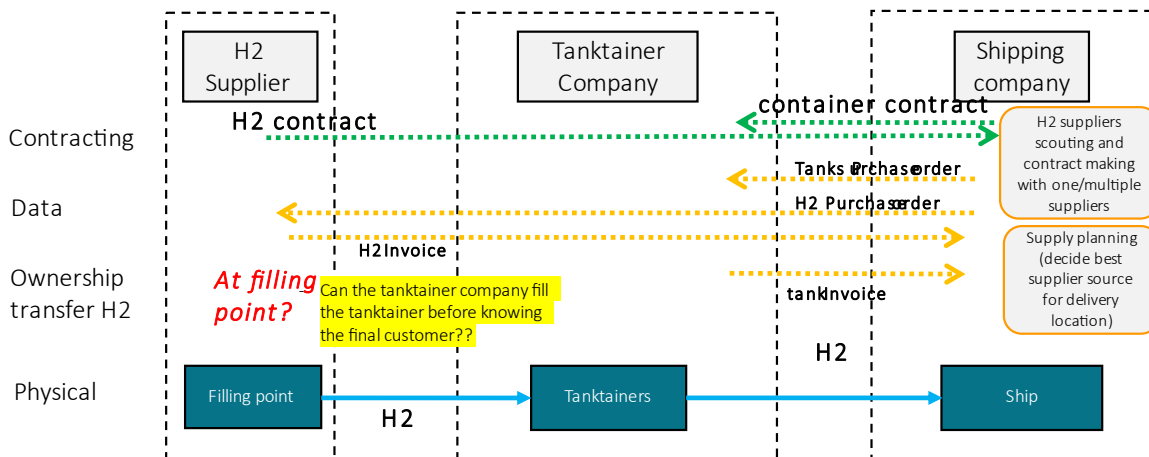 H2
Supplier
Tanktainer
Company
Shipping
company
Contracting
H2 contract
container contract
H2 suppliers
scouting and
contract making
with one/multiple
suppliers
Tanks Purchase order
Data
H2 Purchase order
H2 Invoice
Supply planning
(decide best
supplier source
for delivery
location)
Ownership
transfer H2
At filling
point?
Can the tanktainer company fill
the tanktainer before knowing
the final customer??
tank Invoice
H2
Physical
Filling point
H2
Tanktainers
Ship